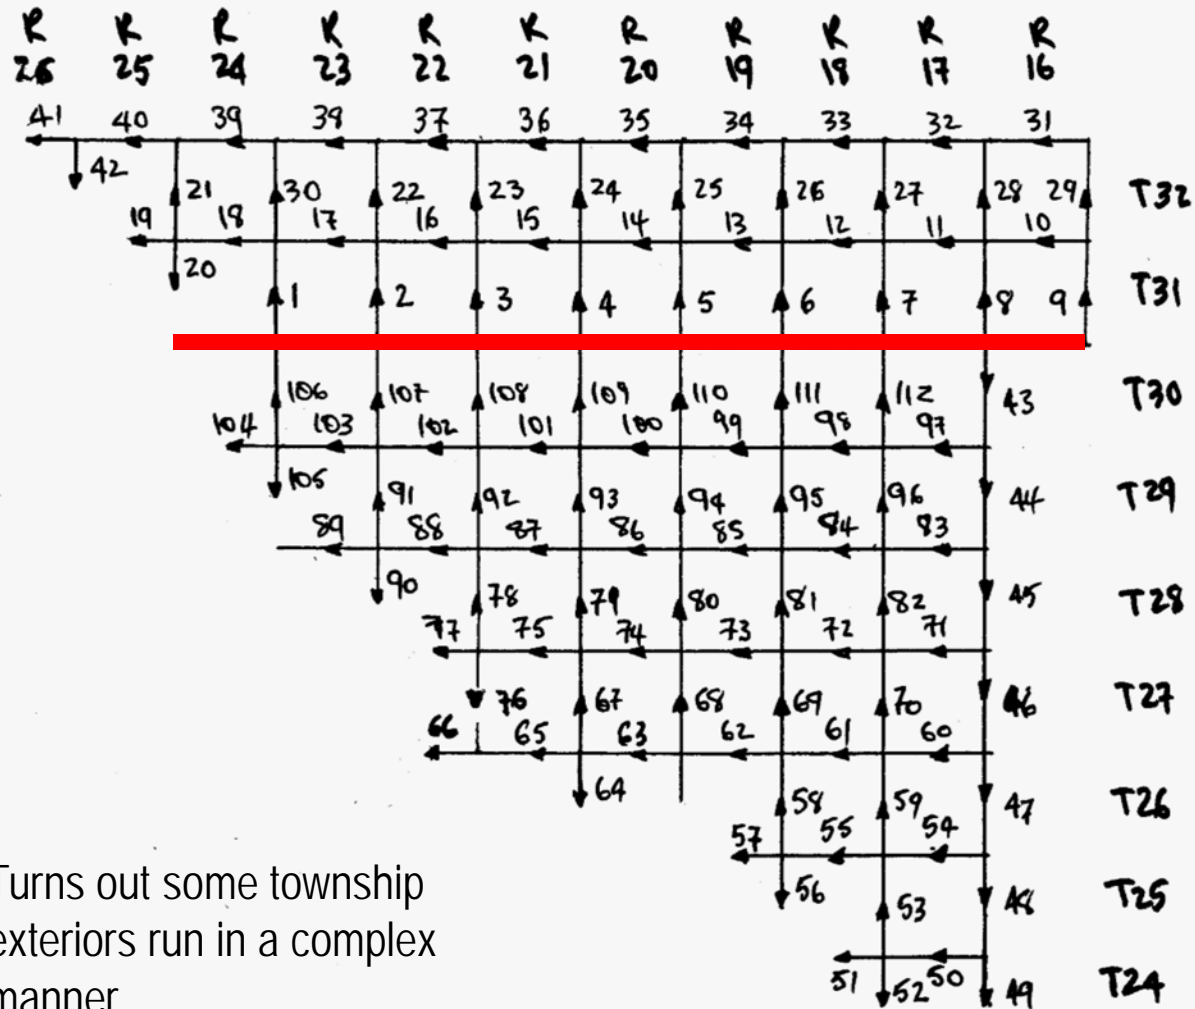 R R R R R R R R R R R
26 25 24 23 22 21 20 19 18 17 16
41 40 39 39 37 36 35 34 33 32 31
42
21 30 22 23 24 25 26 27 28 29 T32
19 18 17 16 15 14 13 12 11 10
20
1 2 3 4 5 6 7 8 9 T31
106 107 108 109 110 111 112 43 T30
104 103 102 101 100 99 98 97
105
91 92 93 94 95 96 44 T29
89 88 87 86 85 84 83
90
78 79 80 81 82 45 T28
77 75 74 73 72 71
76 67 68 69 70 46 T27
66 65 63 62 61 60
64 58 59 47 T26
57 55 54
56 53 48 T25
51 50
52 49 T24
Turns out some township
exteriors run in a complex
manner